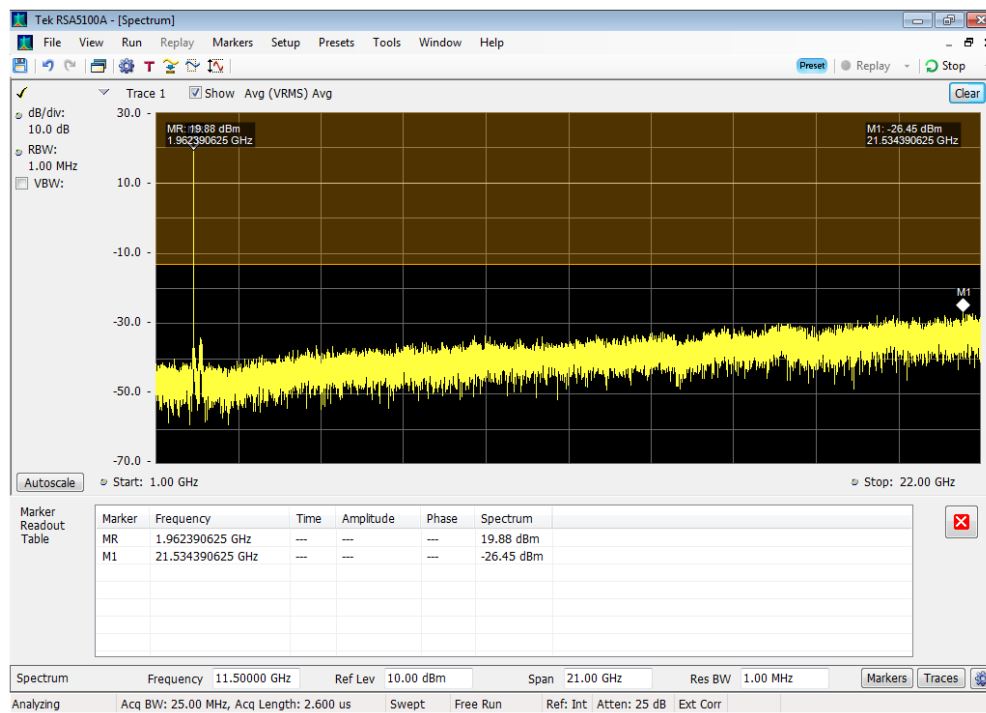 Tek RSA5100A - [Spectrum]
File View Run Replay Markers Setup Presets Tools Window Help
T Preset Replay Stop
Trace 1 Show Avg (VRMS) Avg Clear
dB/div:
10.0 dB
RBW:
1.00 MHz
VBW:
30.0
10.0
-10.0
-30.0
-50.0
-70.0
MR: 19.88 dBm
1.962390625 GHz
M1: -26.45 dBm
21.534390625 GHz
M1
Autoscale Start: 1.00 GHz Stop: 22.00 GHz
Marker
Readout
Table
Marker Frequency Time Amplitude Phase Spectrum
MR 1.962390625 GHz --- --- --- 19.88 dBm
M1 21.534390625 GHz --- --- --- -26.45 dBm
Spectrum Frequency 11.50000 GHz Ref Lev 10.00 dBm Span 21.00 GHz Res BW 1.00 MHz Markers Traces
Analyzing Acq BW: 25.00 MHz, Acq Length: 2.600 us Swept Free Run Ref: Int Atten: 25 dB Ext Corr